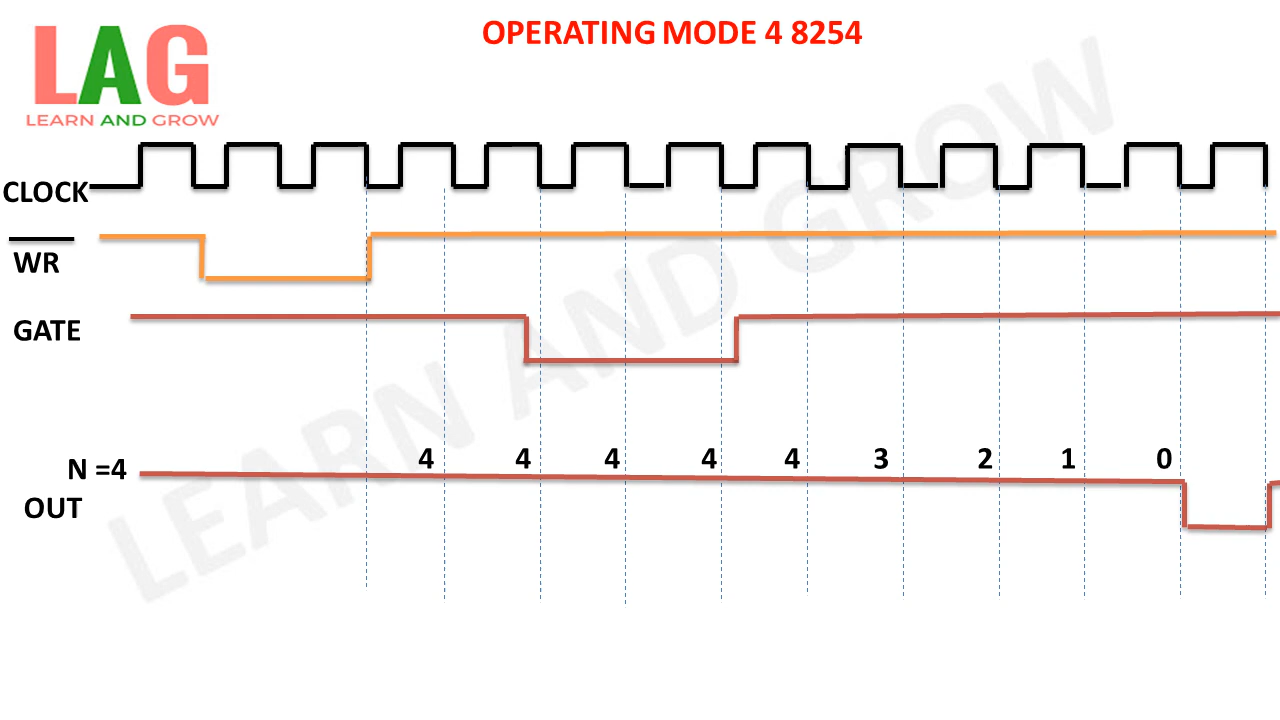 LAG
LEARN AND GROW
OPERATING MODE 4 8254
CLOCK
WR
GATE
4 4 4 4 4 3 2 1 0
N =4
OUT
LEARN AND GROW